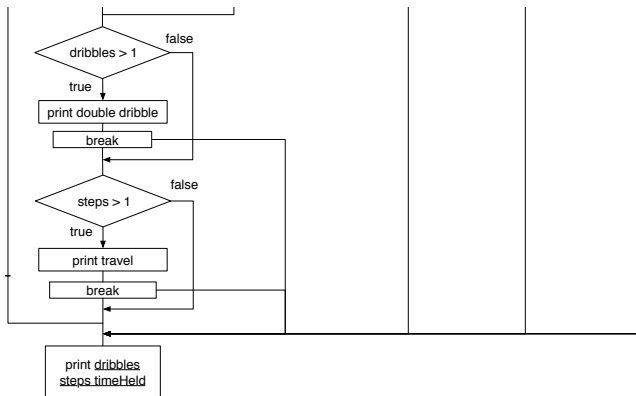 false
dribbles > 1
true
print double dribble
break
false
steps > 1
true
print travel
break
print dribbles
steps timeHeld